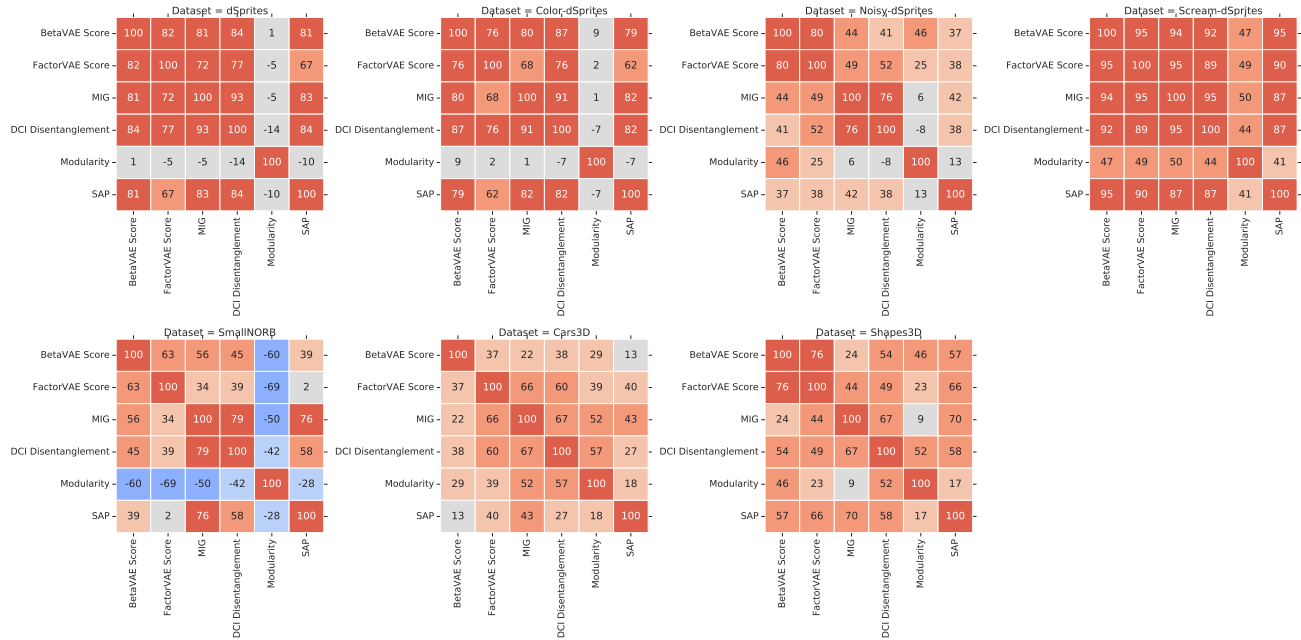 Dataset = dSprites
BetaVAE Score 100 82 81 84 1 81
FactorVAE Score 82 100 72 77 -5 67
MIG 81 72 100 93 -5 83
DCI Disentanglement 84 77 93 100 -14 84
Modularity 1 -5 -5 -14 100 -10
SAP 81 67 83 84 -10 100
BetaVAE Score
FactorVAE Score
MIG
DCI Disentanglement
Modularity
SAP
Dataset = Color-dSprites
BetaVAE Score 100 76 80 87 9 79
FactorVAE Score 76 100 68 76 2 62
MIG 80 68 100 91 1 82
DCI Disentanglement 87 76 91 100 -7 82
Modularity 9 2 1 -7 100 -7
SAP 79 62 82 82 -7 100
BetaVAE Score
FactorVAE Score
MIG
DCI Disentanglement
Modularity
SAP
Dataset = Noisy-dSprites
BetaVAE Score 100 80 44 41 46 37
FactorVAE Score 80 100 49 52 25 38
MIG 44 49 100 76 6 42
DCI Disentanglement 41 52 76 100 -8 38
Modularity 46 25 6 -8 100 13
SAP 37 38 42 38 13 100
BetaVAE Score
FactorVAE Score
MIG
DCI Disentanglement
Modularity
SAP
Dataset = Scream-dSprites
BetaVAE Score 100 95 94 92 47 95
FactorVAE Score 95 100 95 89 49 90
MIG 94 95 100 95 50 87
DCI Disentanglement 92 89 95 100 44 87
Modularity 47 49 50 44 100 41
SAP 95 90 87 87 41 100
BetaVAE Score
FactorVAE Score
MIG
DCI Disentanglement
Modularity
SAP
Dataset = SmallNORB
BetaVAE Score 100 63 56 45 -60 39
FactorVAE Score 63 100 34 39 -69 2
MIG 56 34 100 79 -50 76
DCI Disentanglement 45 39 79 100 -42 58
Modularity -60 -69 -50 -42 100 -28
SAP 39 2 76 58 -28 100
BetaVAE Score
FactorVAE Score
MIG
DCI Disentanglement
Modularity
SAP
Dataset = Cars3D
BetaVAE Score 100 37 22 38 29 13
FactorVAE Score 37 100 66 60 39 40
MIG 22 66 100 67 52 43
DCI Disentanglement 38 60 67 100 57 27
Modularity 29 39 52 57 100 18
SAP 13 40 43 27 18 100
BetaVAE Score
FactorVAE Score
MIG
DCI Disentanglement
Modularity
SAP
Dataset = Shapes3D
BetaVAE Score 100 76 24 54 46 57
FactorVAE Score 76 100 44 49 23 66
MIG 24 44 100 67 9 70
DCI Disentanglement 54 49 67 100 52 58
Modularity 46 23 9 52 100 17
SAP 57 66 70 58 17 100
BetaVAE Score
FactorVAE Score
MIG
DCI Disentanglement
Modularity
SAP